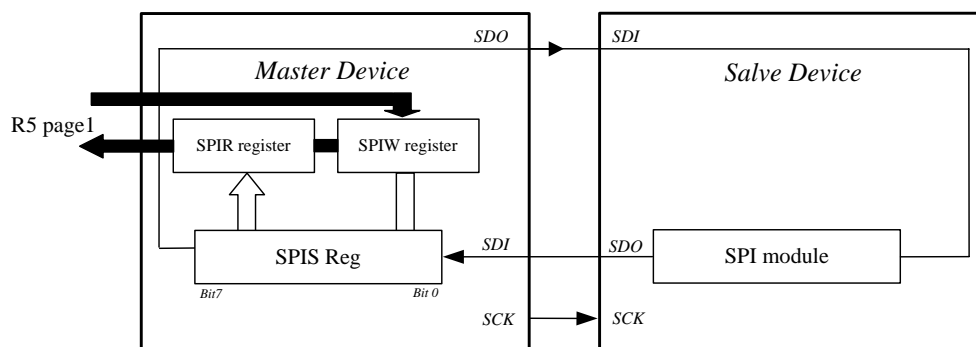 SDO SDI
Master Device Salve Device
R5 page1
SPIR register SPIW register
SDI SDO
SPIS Reg SPI module
Bit7 Bit 0
SCK SCK